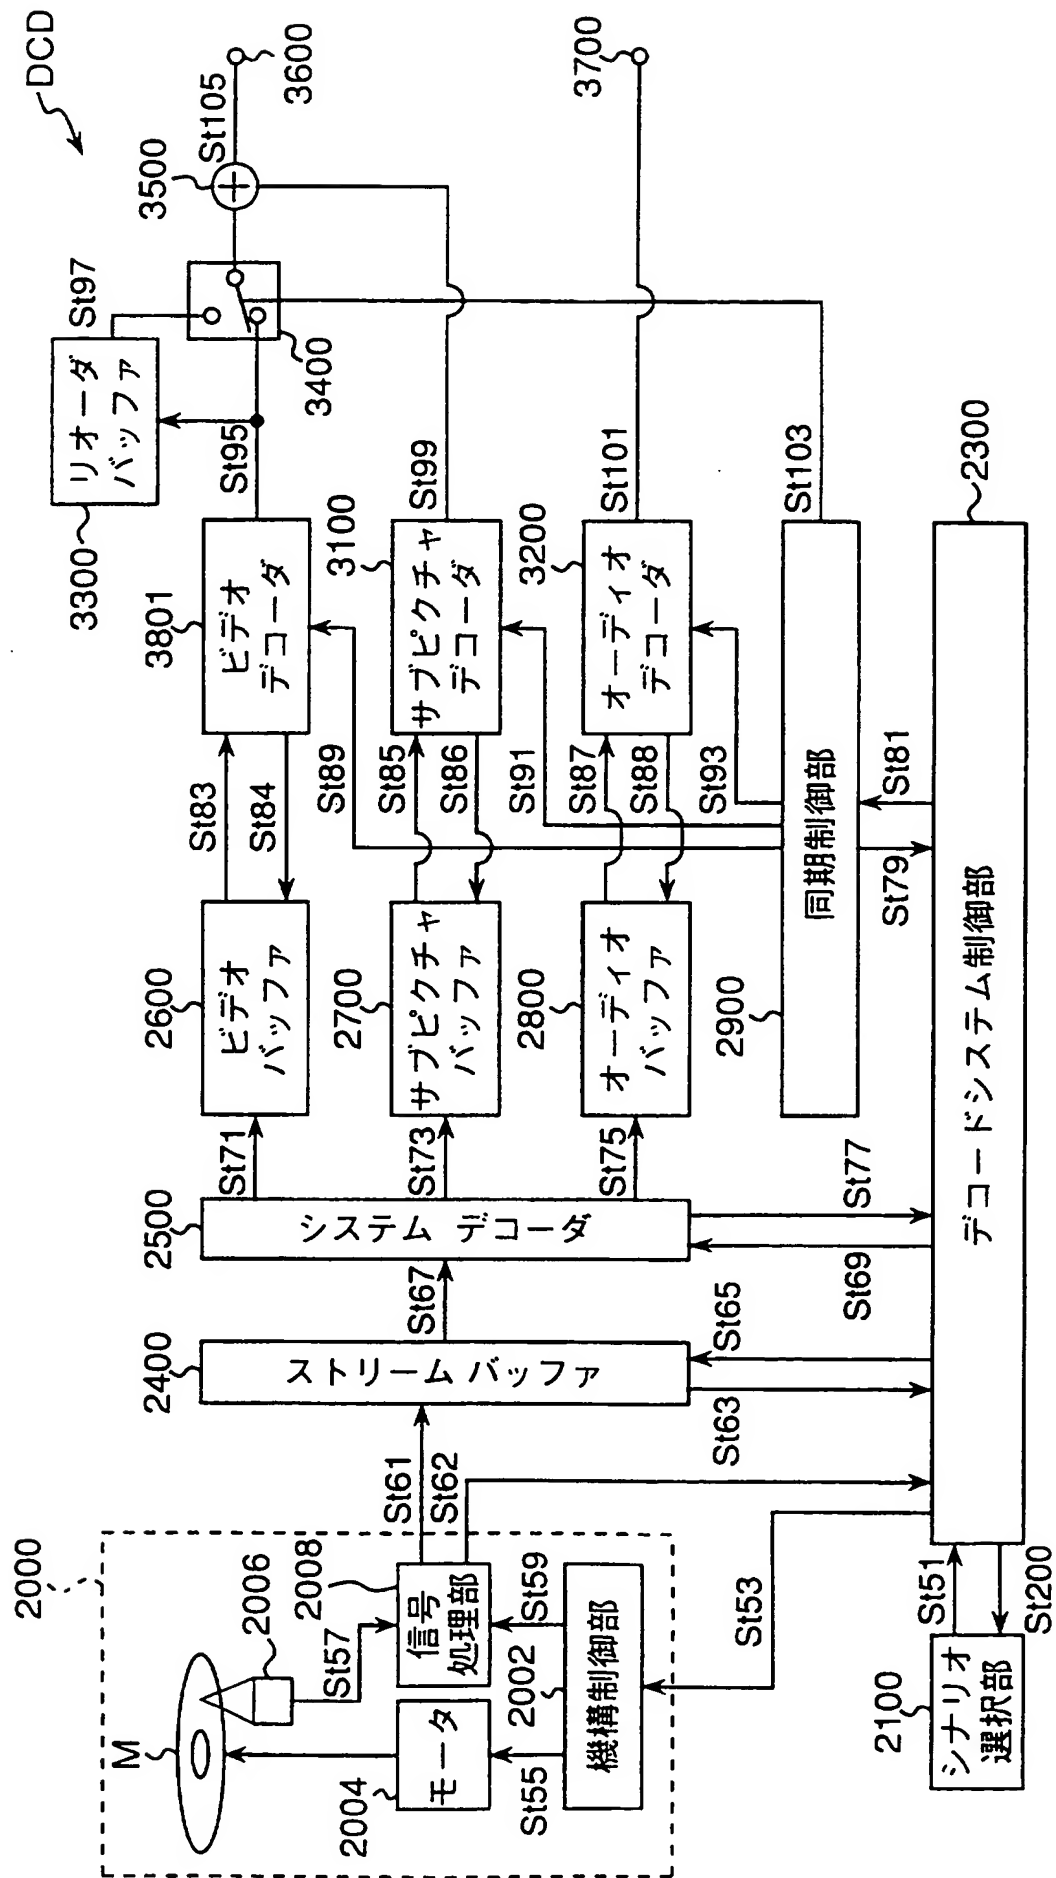 DCD
2000
M
2006
St57
2008
信号
処理部
2004
モータ
St55
2002
St59
機構制御部
St61
St62
St53
2100
シナリオ
選択部
St51
St200
2400
ストリーム バッファ
St63
St65
St67
2500
システム デコーダ
St69
St77
St71
St73
St75
2600
ビデオ
バッファ
2700
サブピクチャ
バッファ
2800
オーディオ
バッファ
2900
同期制御部
St79
St81
2300
デコードシステム制御部
St83
St84
St89
St85
St86
St91
St87
St88
St93
3801
ビデオ
デコーダ
3100
サブピクチャ
デコーダ
3200
オーディオ
デコーダ
St95
St99
St101
St103
3300
リオーダ
バッファ
St97
3400
3500
St105
3600
3700